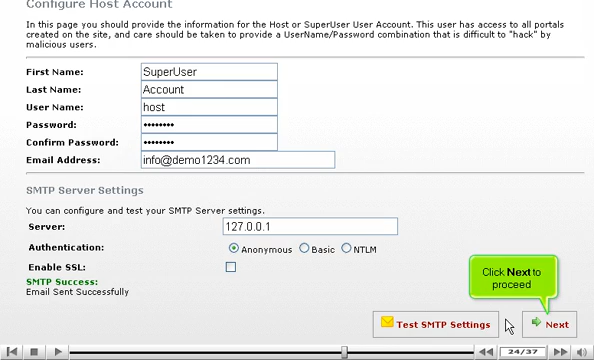 Configure Host Account
In this page you should provide the information for the Host or SuperUser User Account. This user has access to all portals
created on the site, and care should be taken to provide a UserName/Password combination that is difficult to "hack" by
malicious users.
First Name: SuperUser
Last Name: Account
User Name: host
Password: ••••••••
Confirm Password: ••••••••
Email Address: info@demo1234.com
SMTP Server Settings
You can configure and test your SMTP Server settings.
Server: 127.0.0.1
Authentication: Anonymous Basic NTLM
Enable SSL:
SMTP Success:
Email Sent Successfully
Click Next to
proceed
Test SMTP Settings Next
24/37